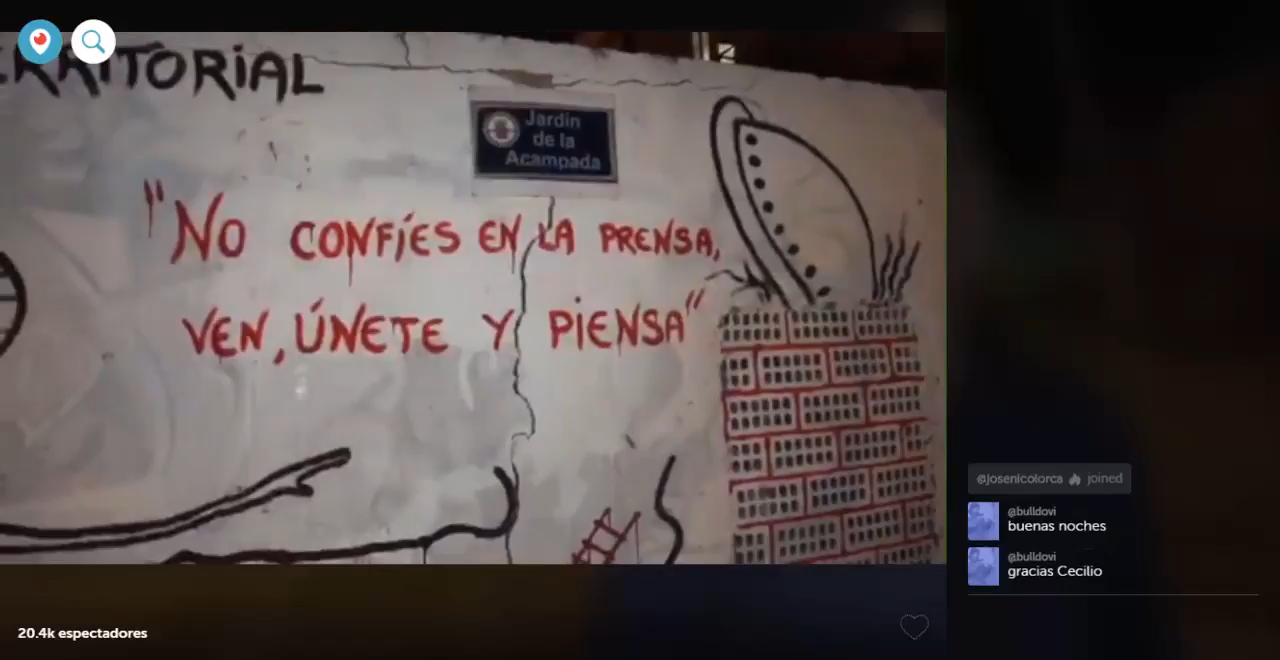 ERRITORIAL
Jardín
de la
Acampada
"NO CONFÍES EN LA PRENSA,
VEN, ÚNETE Y PIENSA"
@josenicolorca joined
@bulldovi
buenas noches
@bulldovi
gracias Cecilio
20.4k espectadores